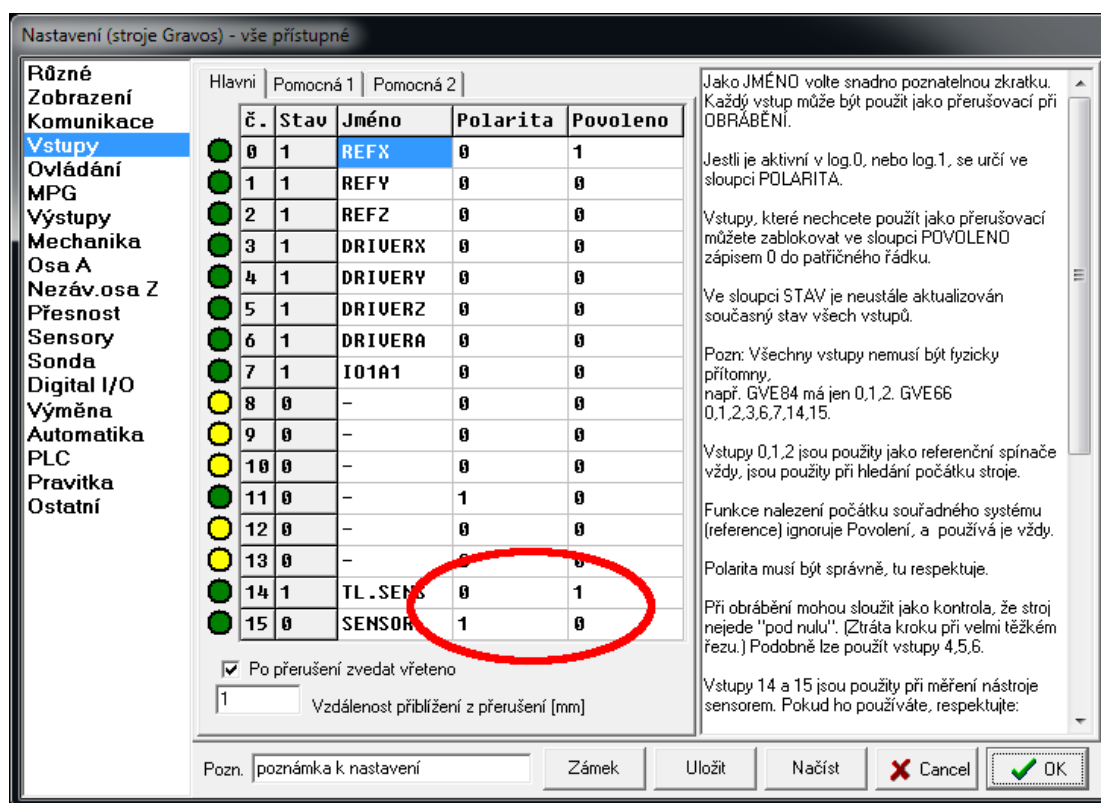 Nastavení (stroje Gravos) - vše přístupné
Různé
Zobrazení
Komunikace
Vstupy
Ovládání
MPG
Výstupy
Mechanika
Osa A
Nezáv.osa Z
Přesnost
Sensory
Sonda
Digital I/O
Výměna
Automatika
PLC
Pravitka
Ostatní
Hlavni Pomocná 1 Pomocná 2
č. Stav Jméno Polarita Povoleno
0 1 REFX 0 1
1 1 REFY 0 0
2 1 REFZ 0 0
3 1 DRIVERX 0 0
4 1 DRIVERY 0 0
5 1 DRIVERZ 0 0
6 1 DRIVERA 0 0
7 1 IO1A1 0 0
8 0 - 0 0
9 0 - 0 0
10 0 - 0 0
11 0 - 1 0
12 0 - 0 0
13 0 - 0 0
14 1 TL.SENS 0 1
15 0 SENSOR 1 0
Po přerušení zvedat vřeteno
1 Vzdálenost přiblížení z přerušení [mm]
Jako JMÉNO volte snadno poznatelnou zkratku.
Každý vstup může být použit jako přerušovací při
OBRÁBĚNÍ.
Jestli je aktivní v log.0, nebo log.1, se určí ve
sloupci POLARITA.
Vstupy, které nechcete použít jako přerušovací
můžete zablokovat ve sloupci POVOLENO
zápisem 0 do patřičného řádku.
Ve sloupci STAV je neustále aktualizován
současný stav všech vstupů.
Pozn: Všechny vstupy nemusí být fyzicky
přítomny,
např. GVE84 má jen 0,1,2. GVE66
0,1,2,3,6,7,14,15.
Vstupy 0,1,2 jsou použity jako referenční spínače
vždy, jsou použity při hledání počátku stroje.
Funkce nalezení počátku souřadného systému
(reference) ignoruje Povolení, a používá je vždy.
Polarita musí být správně, tu respektuje.
Při obrábění mohou sloužit jako kontrola, že stroj
nejede "pod nulu". (Ztráta kroku při velmi těžkém
řezu.) Podobně lze použít vstupy 4,5,6.
Vstupy 14 a 15 jsou použity při měření nástroje
sensorem. Pokud ho používáte, respektujte:
Pozn. poznámka k nastavení Zámek Uložit Načíst Cancel OK